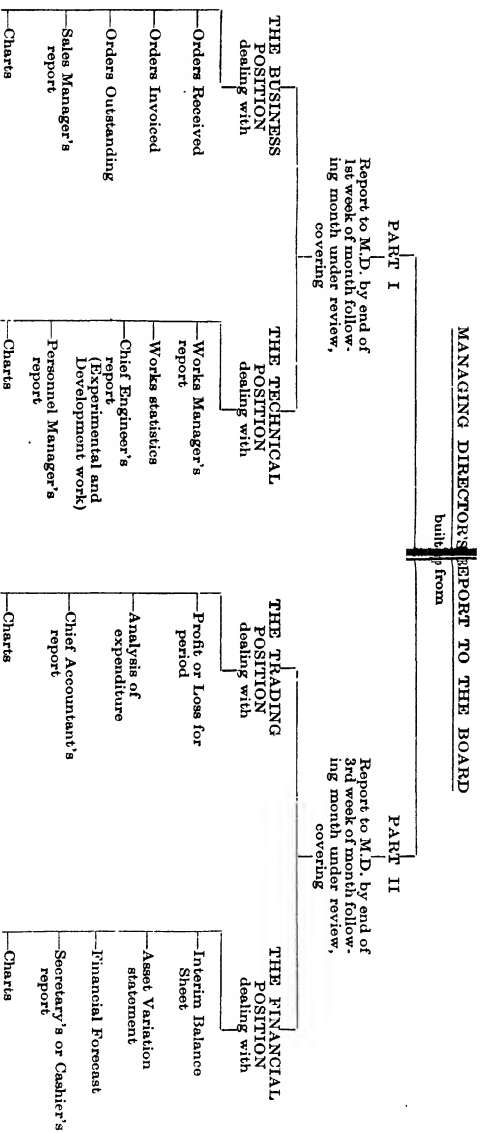 MANAGING DIRECTOR'S REPORT TO THE BOARD
built up from
PART I
Report to M.D. by end of
1st week of month follow-
ing month under review,
covering
THE BUSINESS
POSITION
dealing with
Orders Received
Orders Invoiced
Orders Outstanding
Sales Manager's
report
Charts
THE TECHNICAL
POSITION
dealing with
Works Manager's
report
Works statistics
Chief Engineer's
report
(Experimental and
Development work)
Personnel Manager's
report
Charts
PART II
Report to M.D. by end of
3rd week of month follow-
ing month under review,
covering
THE TRADING
POSITION
dealing with
Profit or Loss for
period
Analysis of
expenditure
Chief Accountant's
report
Charts
THE FINANCIAL
POSITION
dealing with
Interim Balance
Sheet
Asset Variation
statement
Financial Forecast
Secretary's or Cashier's
report
Charts